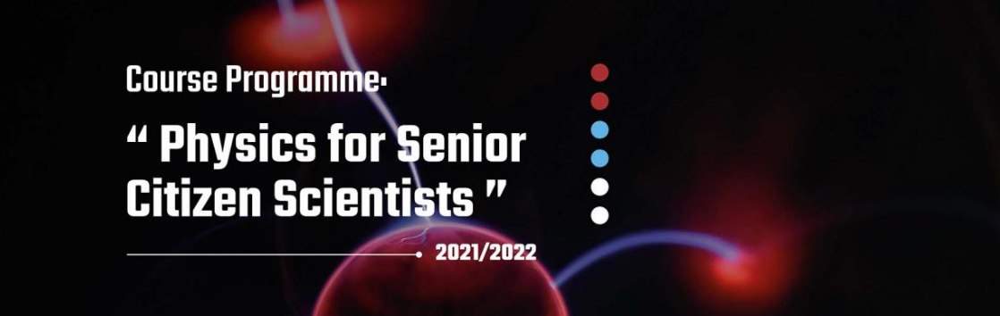 Course Programme·
“ Physics for Senior
Citizen Scientists ”
2021/2022